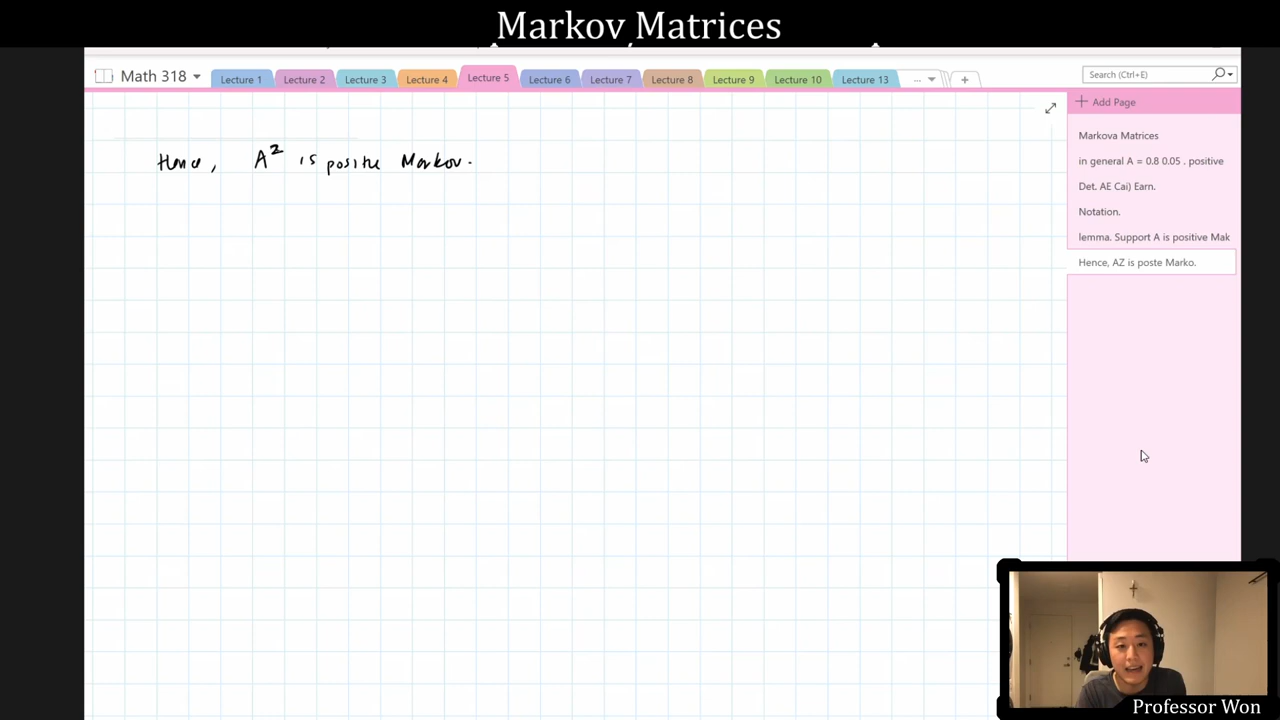 Markov Matrices
Math 318
Lecture 1
Lecture 2
Lecture 3
Lecture 4
Lecture 5
Lecture 6
Lecture 7
Lecture 8
Lecture 9
Lecture 10
Lecture 13
...
Search (Ctrl+E)
Add Page
Markova Matrices
in general A = 0.8 0.05 . positive
Det. AE Cai) Earn.
Notation.
lemma. Support A is positive Mak
Hence, AZ is poste Marko.
Hence, A² is positve Markov.
Professor Won